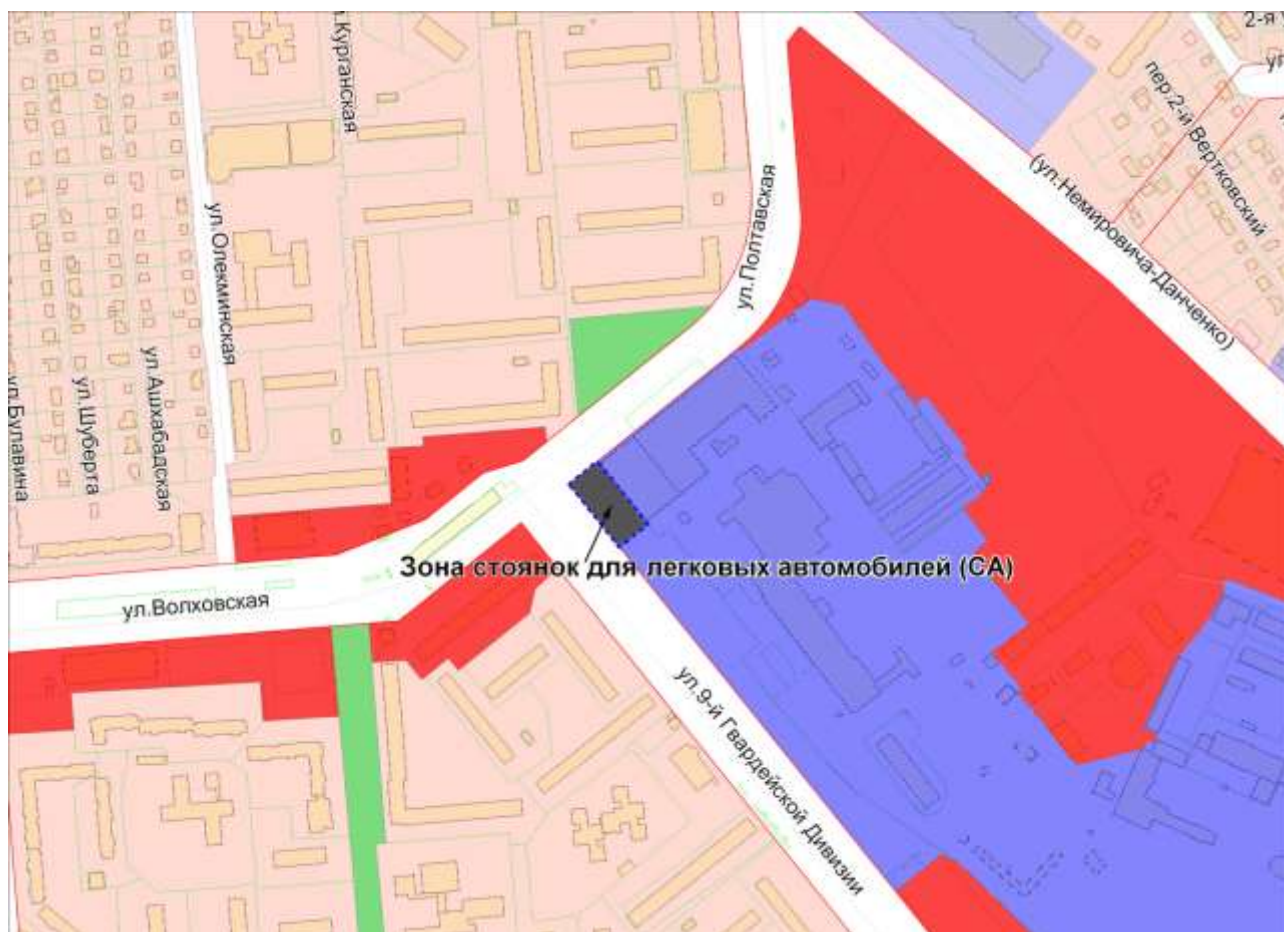 ул.Курганская
2-я
пер.2-й Вертковский
(ул.Немировича-Данченко)
ул.Полтавская
ул.Олекминская
ул.Ашхабадская
ул.Шуберта
ул.Булавина
Зона стоянок для легковых автомобилей (СА)
ул.Волховская
ул.9-й Гвардейской Дивизии